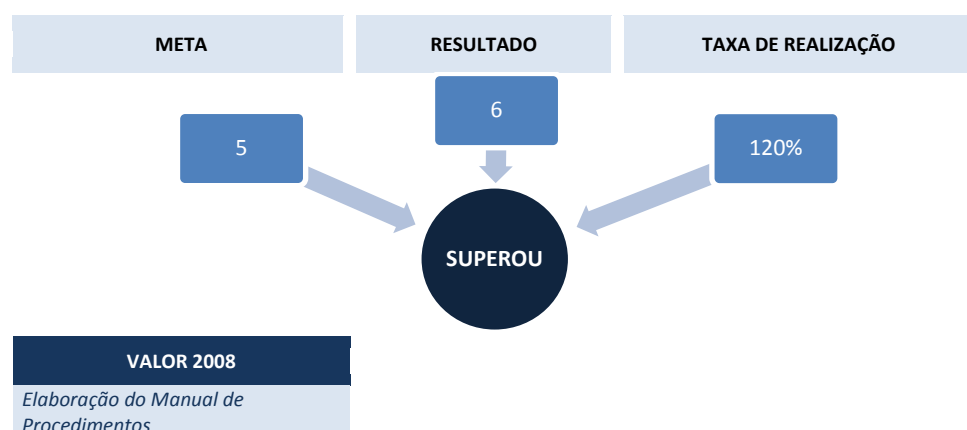 META
RESULTADO
TAXA DE REALIZAÇÃO
5
6
120%
SUPEROU
VALOR 2008
Elaboração do Manual de
Procedimentos